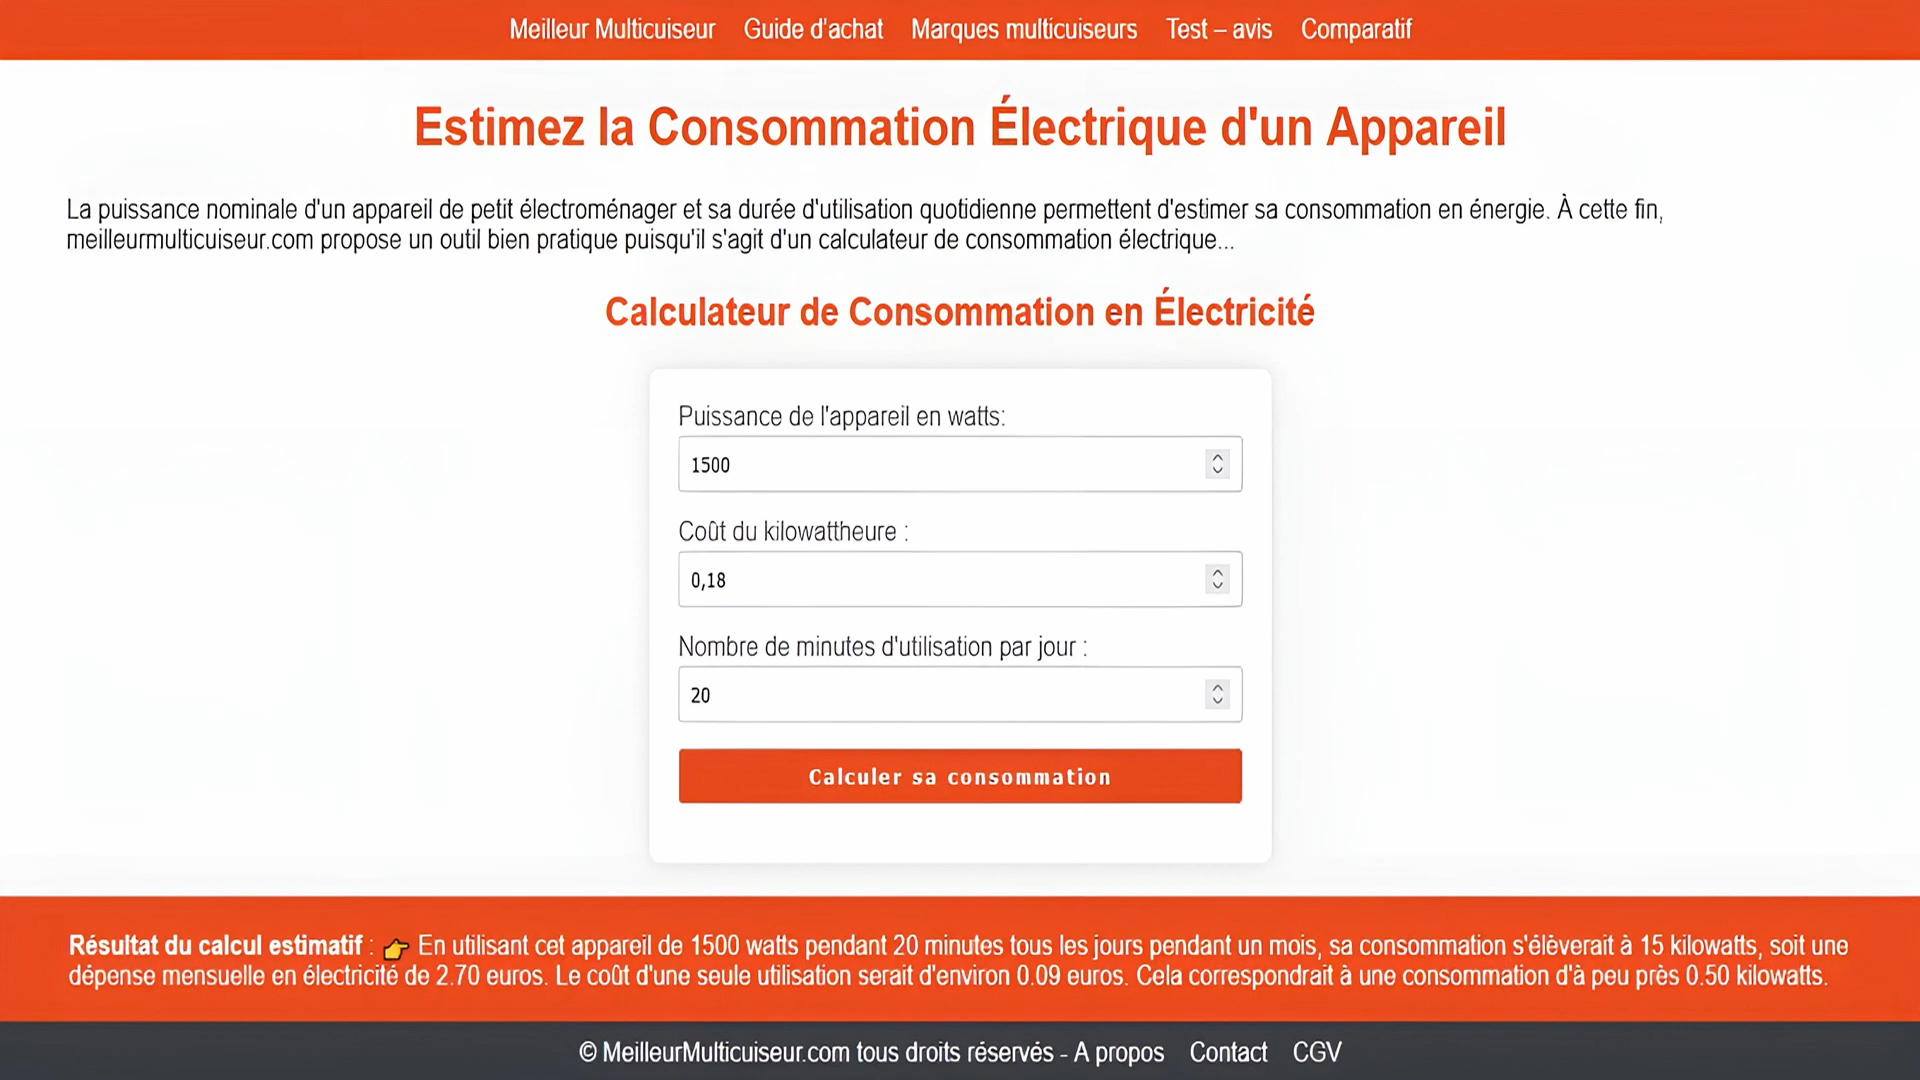 Meilleur Multicuiseur Guide d'achat Marques multicuiseurs Test – avis Comparatif
Estimez la Consommation Électrique d'un Appareil
La puissance nominale d'un appareil de petit électroménager et sa durée d'utilisation quotidienne permettent d'estimer sa consommation en énergie. À cette fin,
meilleurmulticuiseur.com propose un outil bien pratique puisqu'il s'agit d'un calculateur de consommation électrique...
Calculateur de Consommation en Électricité
Puissance de l'appareil en watts:
1500
Coût du kilowattheure :
0,18
Nombre de minutes d'utilisation par jour :
20
Calculer sa consommation
Résultat du calcul estimatif : 👉 En utilisant cet appareil de 1500 watts pendant 20 minutes tous les jours pendant un mois, sa consommation s'élèverait à 15 kilowatts, soit une
dépense mensuelle en électricité de 2.70 euros. Le coût d'une seule utilisation serait d'environ 0.09 euros. Cela correspondrait à une consommation d'à peu près 0.50 kilowatts.
© MeilleurMulticuiseur.com tous droits réservés - A propos Contact CGV